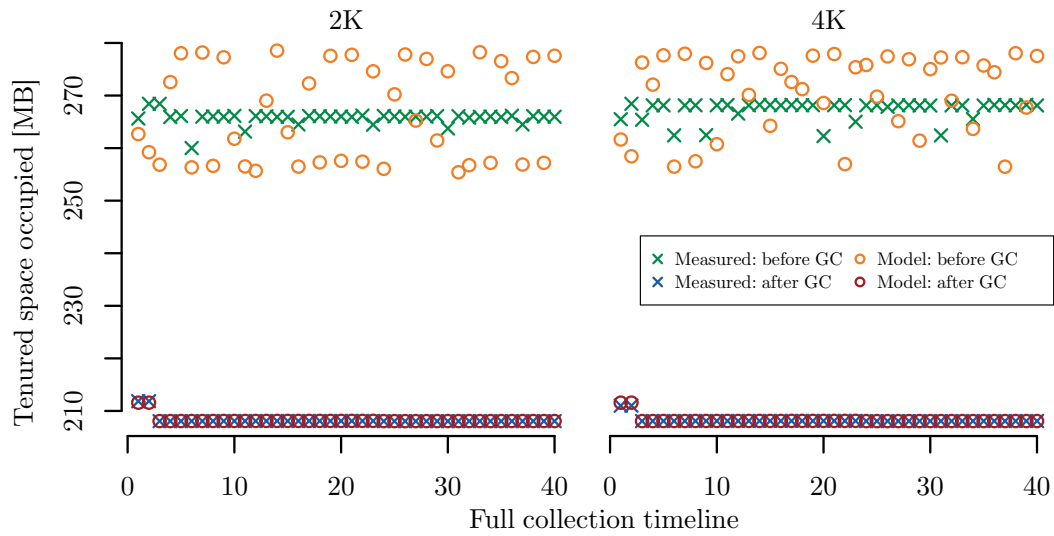 2K 4K
Tenured space occupied [MB]
270
250
230
210
Measured: before GC Model: before GC
Measured: after GC Model: after GC
0 10 20 30 40 0 10 20 30 40
Full collection timeline